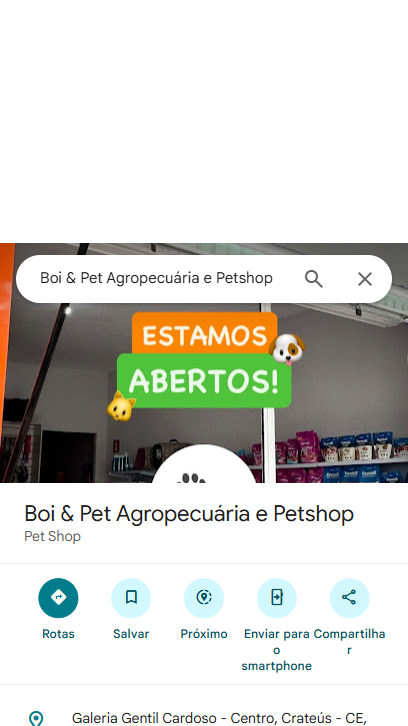 Boi & Pet Agropecuária e Petshop
ESTAMOS
ABERTOS!
Boi & Pet Agropecuária e Petshop
Pet Shop
Rotas
Salvar
Próximo
Enviar para
o
smartphone
Compartilha
r
Galeria Gentil Cardoso - Centro, Crateús - CE,